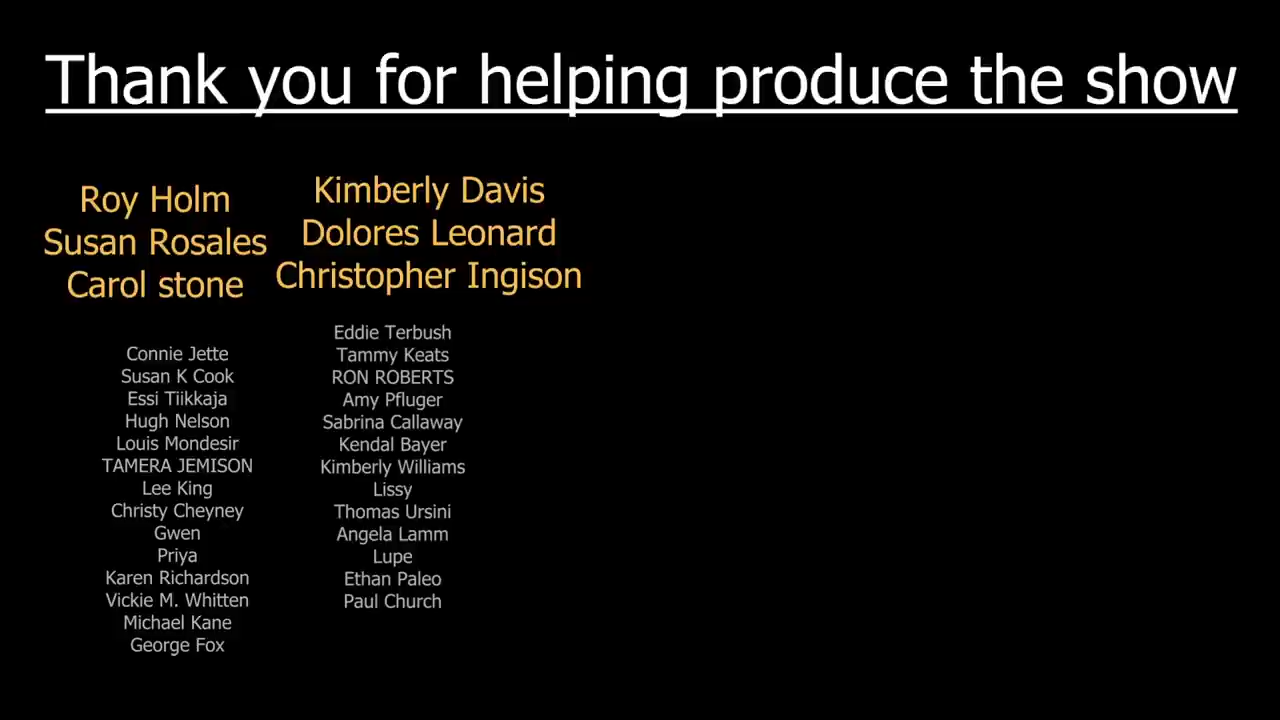 Thank you for helping produce the show
Roy Holm
Susan Rosales
Carol stone
Kimberly Davis
Dolores Leonard
Christopher Ingison
Connie Jette
Susan K Cook
Essi Tiikkaja
Hugh Nelson
Louis Mondesir
TAMERA JEMISON
Lee King
Christy Cheyney
Gwen
Priya
Karen Richardson
Vickie M. Whitten
Michael Kane
George Fox
Eddie Terbush
Tammy Keats
RON ROBERTS
Amy Pfluger
Sabrina Callaway
Kendal Bayer
Kimberly Williams
Lissy
Thomas Ursini
Angela Lamm
Lupe
Ethan Paleo
Paul Church